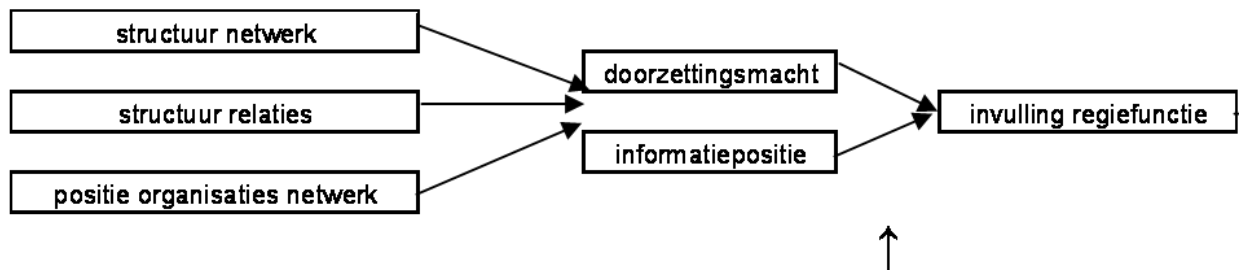 structuur netwerk
structuur relaties
positie organisaties netwerk
doorzettingsmacht
informatiepositie
invulling regiefunctie